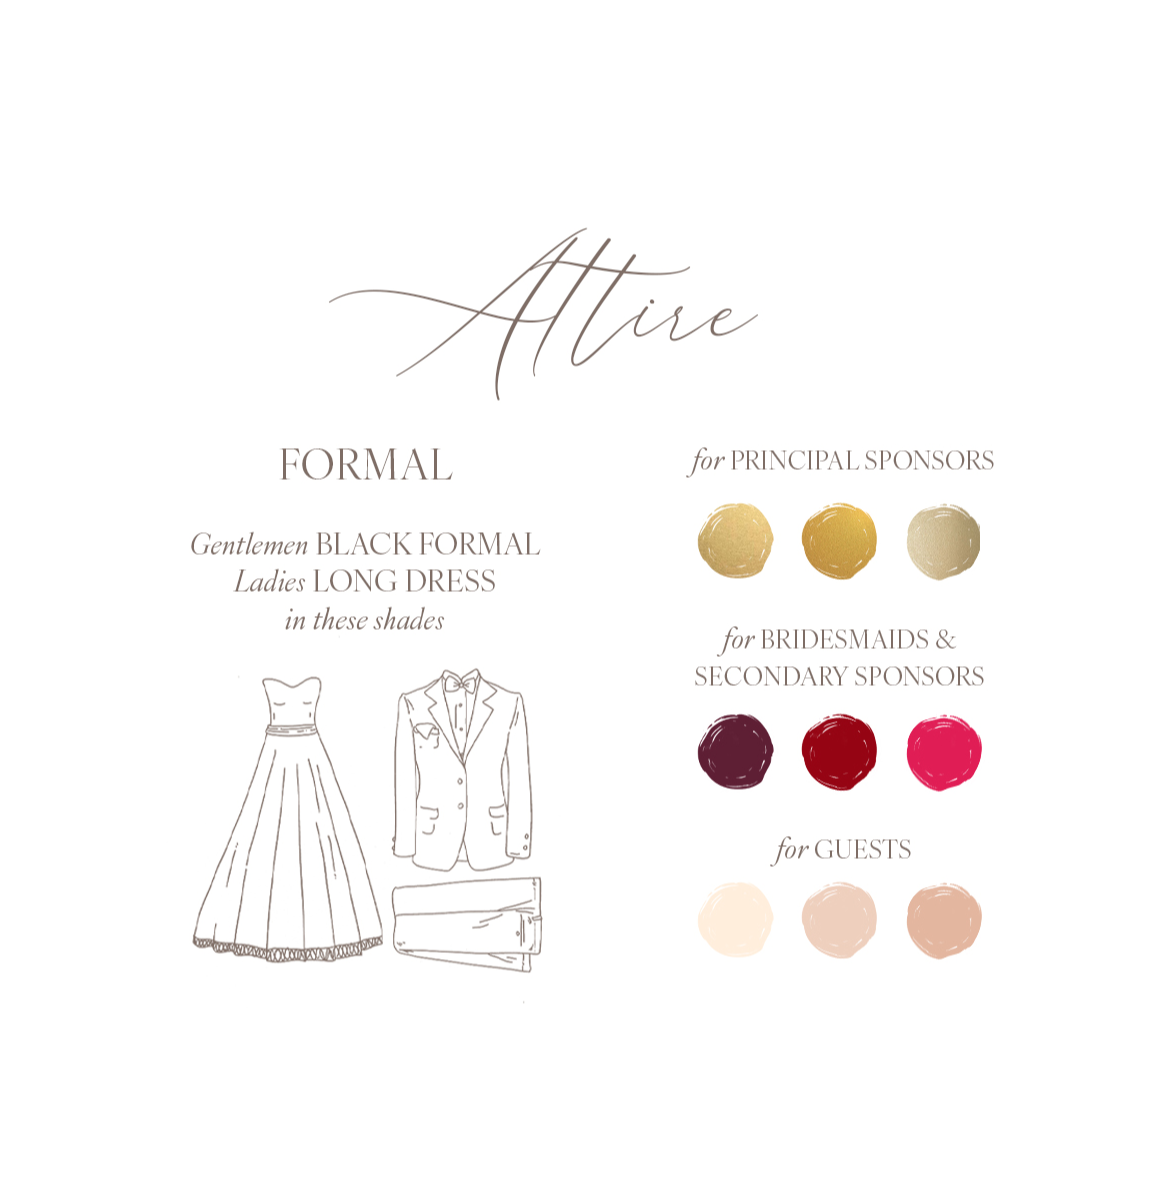 Attire
FORMAL
Gentlemen BLACK FORMAL
Ladies LONG DRESS
in these shades
for PRINCIPAL SPONSORS
for BRIDESMAIDS &
SECONDARY SPONSORS
for GUESTS